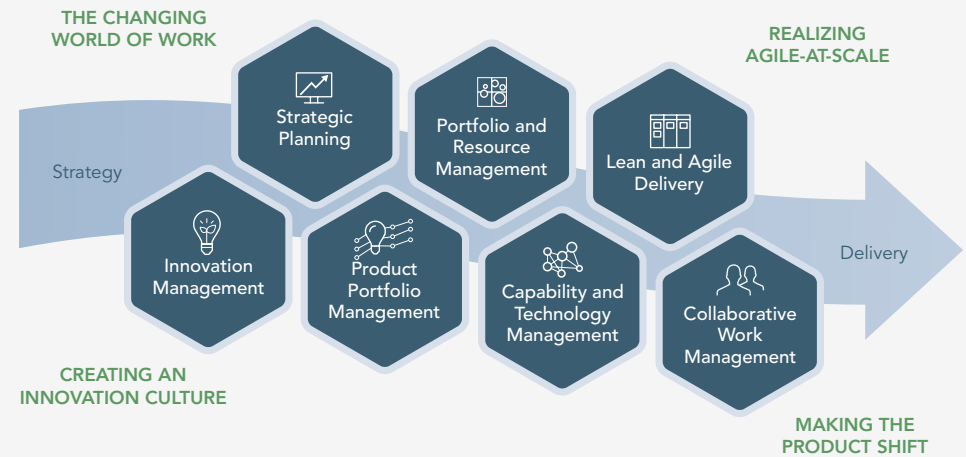 THE CHANGING
WORLD OF WORK
REALIZING
AGILE-AT-SCALE
Strategy
Strategic
Planning
Portfolio and
Resource
Management
Lean and Agile
Delivery
Innovation
Management
Product
Portfolio
Management
Capability and
Technology
Management
Collaborative
Work
Management
Delivery
CREATING AN
INNOVATION CULTURE
MAKING THE
PRODUCT SHIFT